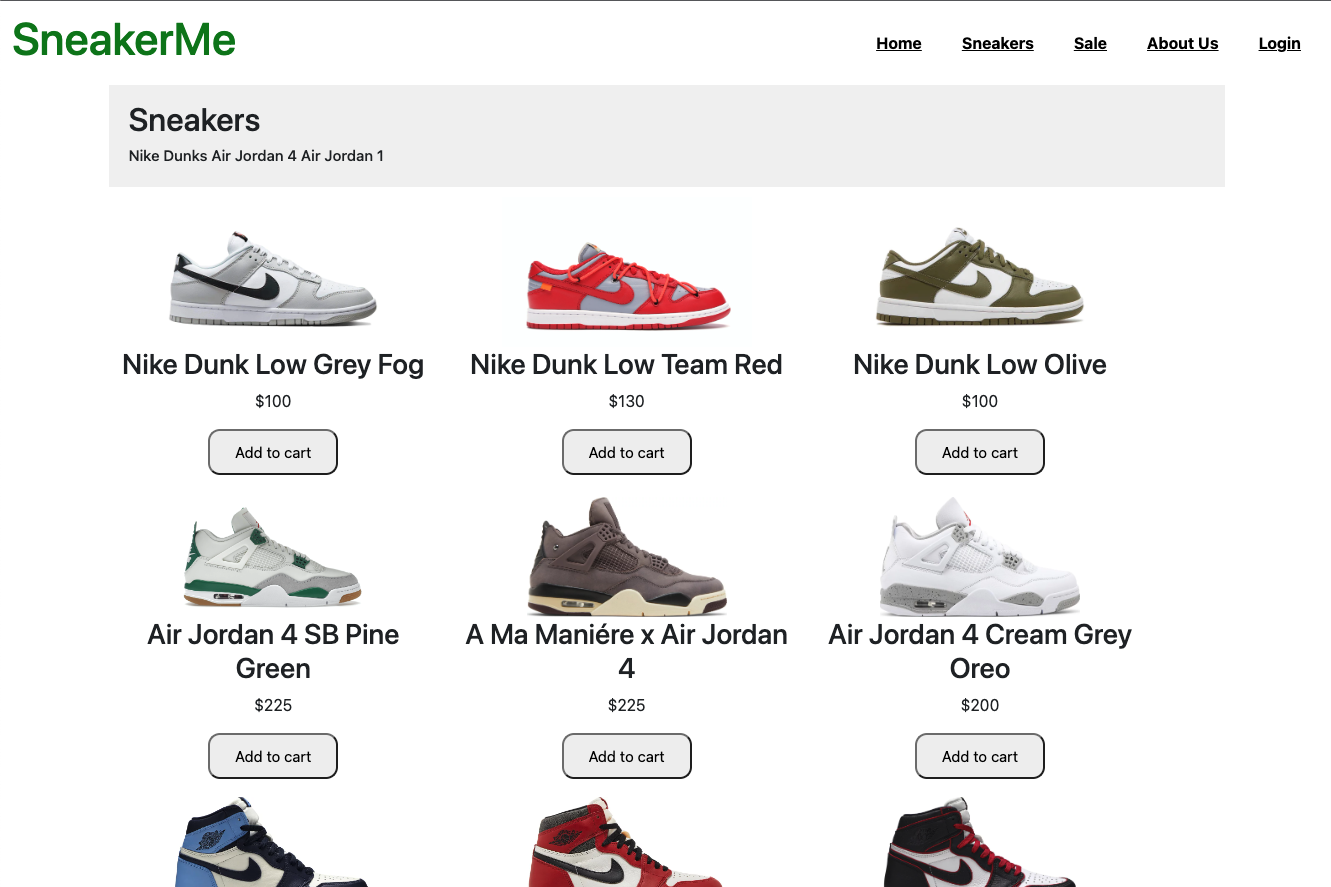 SneakerMe
Home Sneakers Sale About Us Login
Sneakers
Nike Dunks Air Jordan 4 Air Jordan 1
Nike Dunk Low Grey Fog
$100
Add to cart
Nike Dunk Low Team Red
$130
Add to cart
Nike Dunk Low Olive
$100
Add to cart
Air Jordan 4 SB Pine
Green
$225
Add to cart
A Ma Maniére x Air Jordan
4
$225
Add to cart
Air Jordan 4 Cream Grey
Oreo
$200
Add to cart